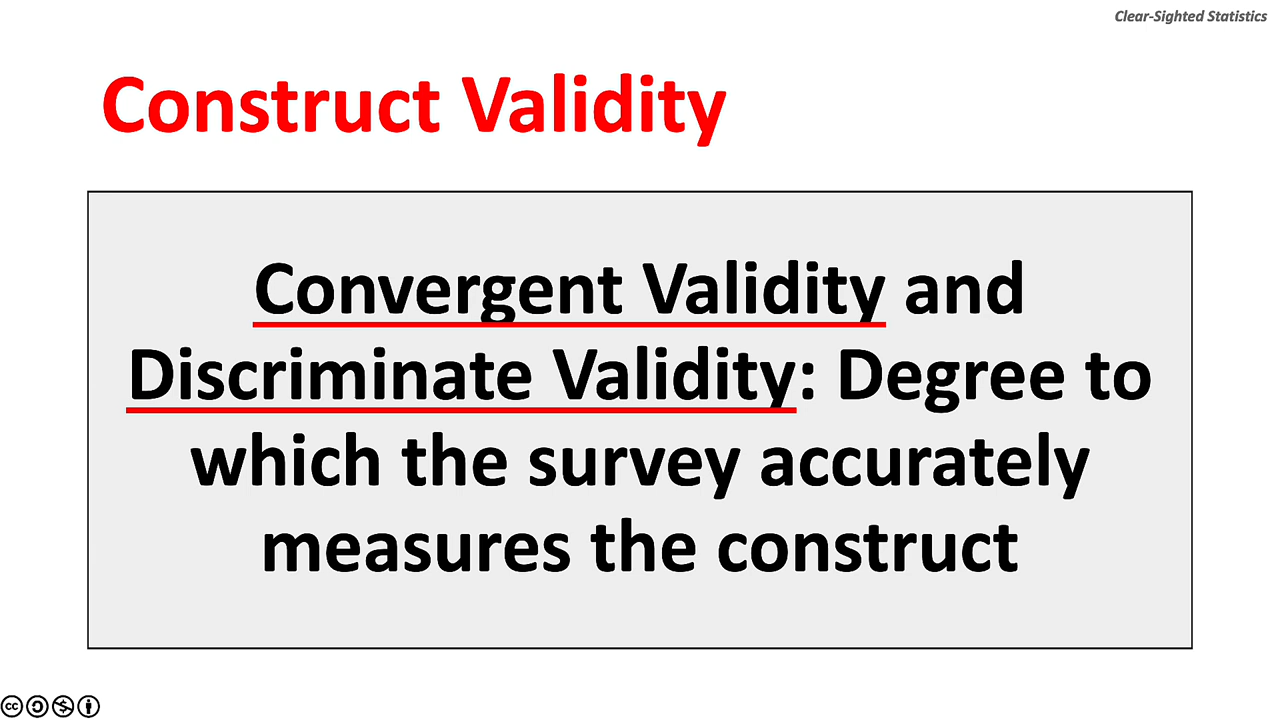 Clear-Sighted Statistics
Construct Validity
Convergent Validity and
Discriminate Validity: Degree to
which the survey accurately
measures the construct
cc